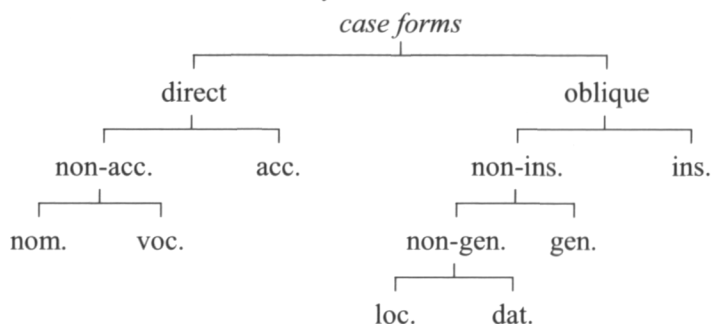 case forms
direct oblique
non-acc. acc. non-ins. ins.
nom. voc. non-gen. gen.
loc. dat.